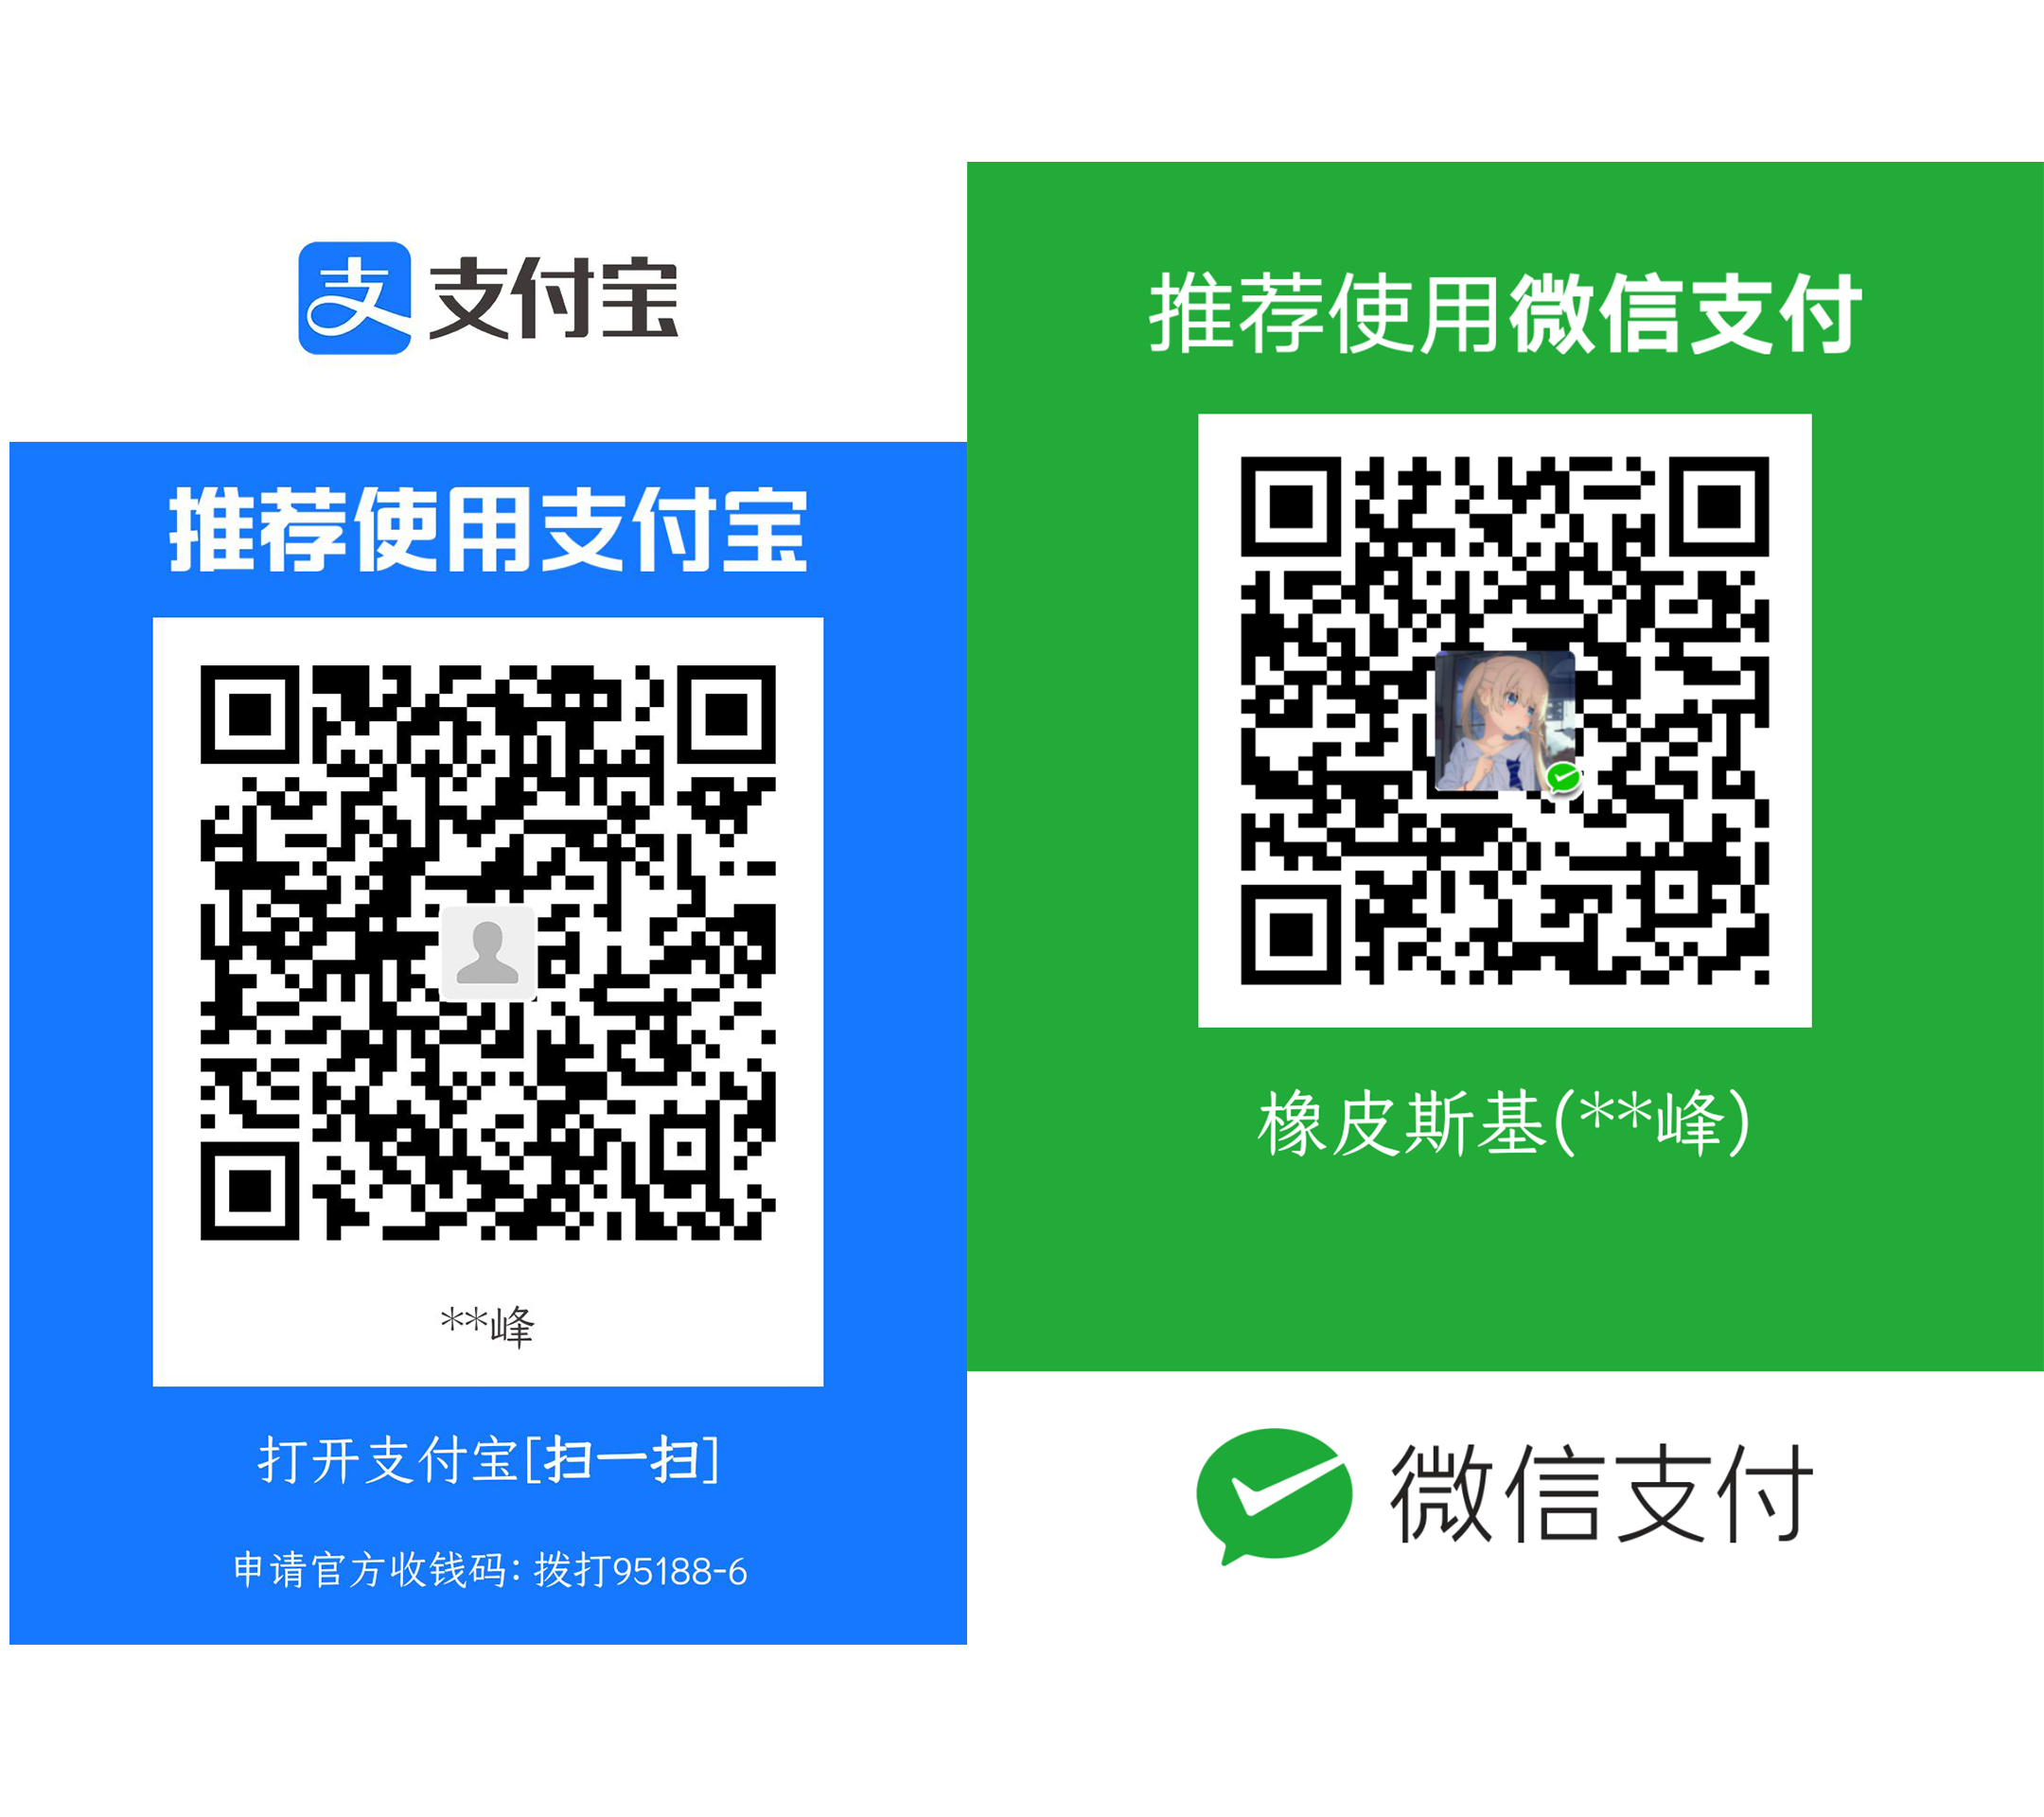 支 支付宝
推荐使用支付宝
**峰
打开支付宝[扫一扫]
申请官方收钱码：拨打95188-6
推荐使用微信支付
橡皮斯基(**峰)
微信支付